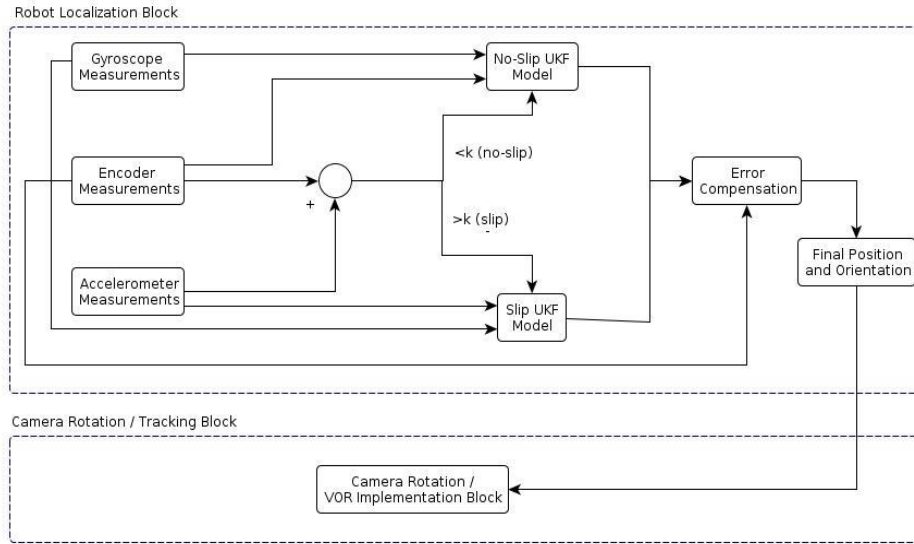 Robot Localization Block
Gyroscope
Measurements
No-Slip UKF
Model
<k (no-slip)
Encoder
Measurements
+
Error
Compensation
>k (slip)
-
Final Position
and Orientation
Accelerometer
Measurements
Slip UKF
Model
Camera Rotation / Tracking Block
Camera Rotation /
VOR Implementation Block